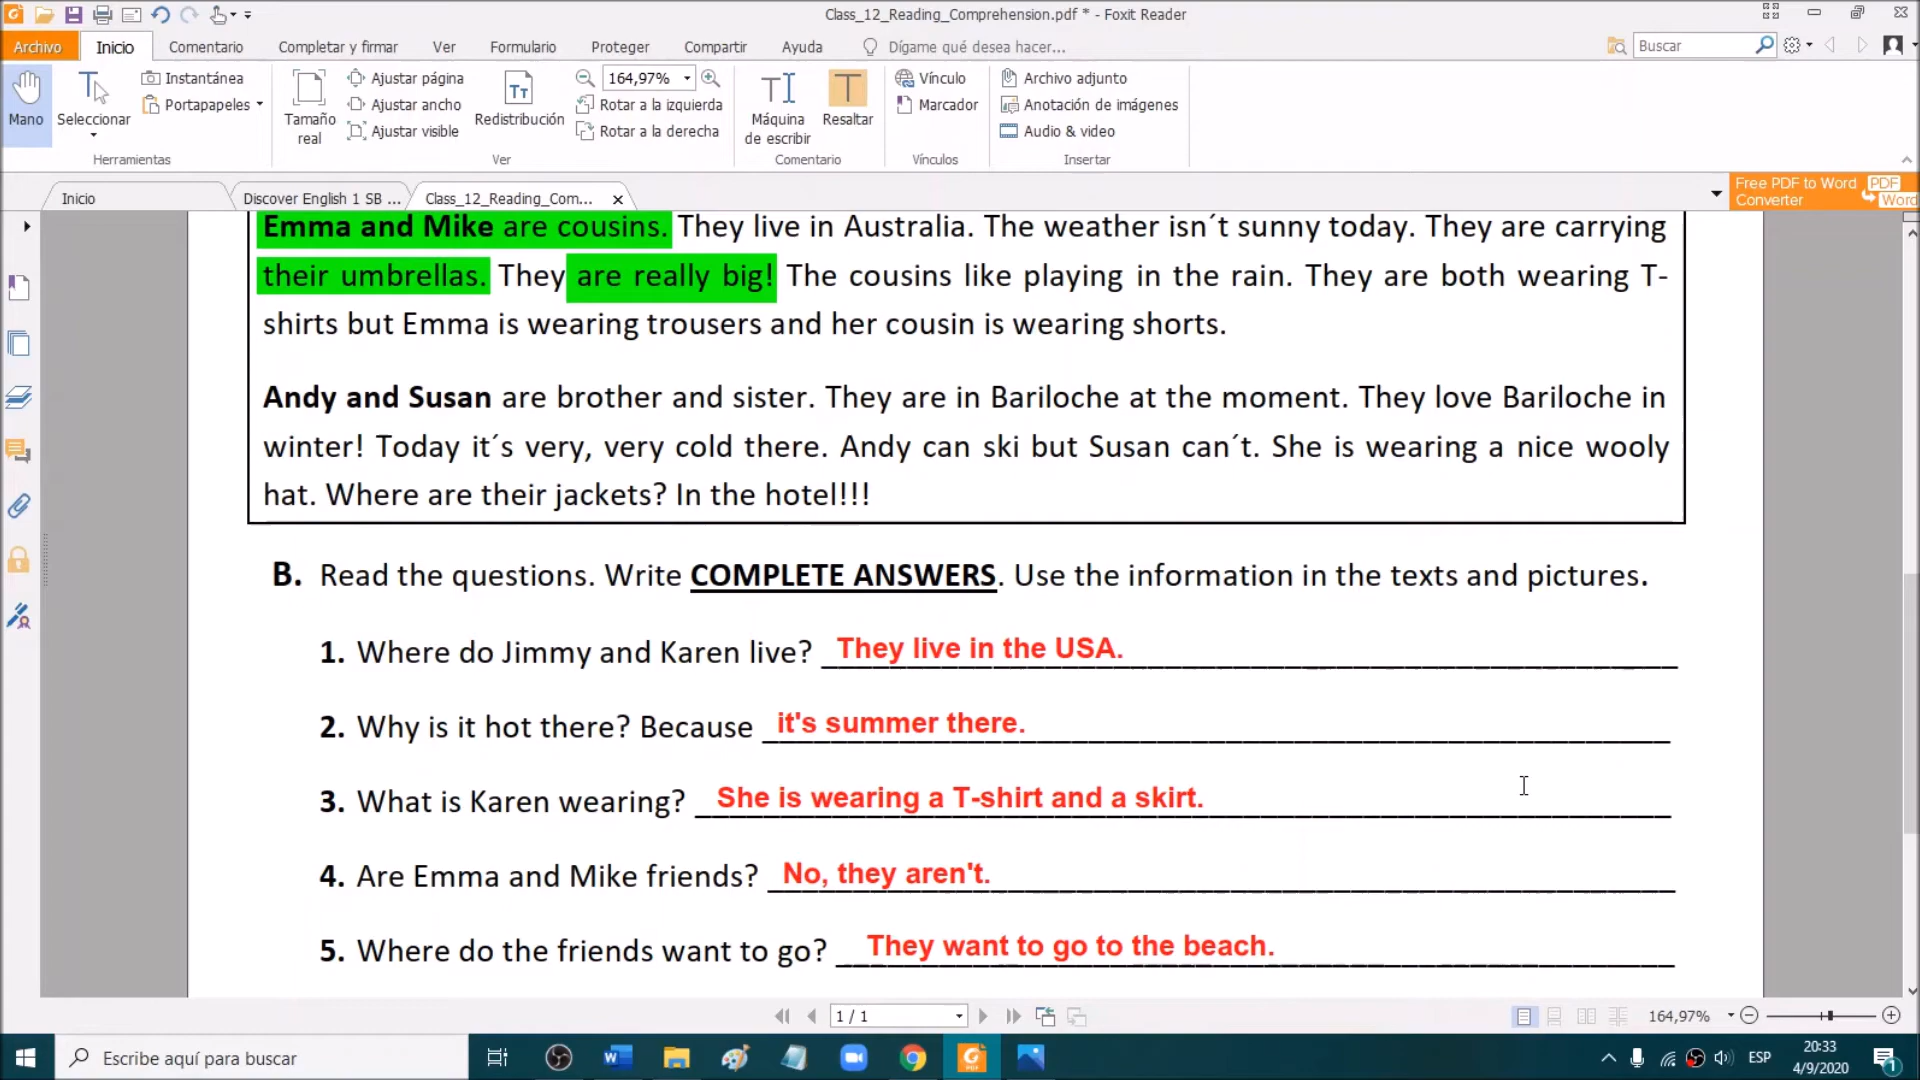 Class_12_Reading_Comprehension.pdf * - Foxit Reader
Archivo Inicio Comentario Completar y firmar Ver Formulario Proteger Compartir Ayuda Dígame qué desea hacer... Buscar
Mano
Seleccionar
Instantánea
Portapapeles
Herramientas
Tamaño real
Ajustar página
Ajustar ancho
Ajustar visible
Redistribución
164,97%
Rotar a la izquierda
Rotar a la derecha
Ver
Máquina de escribir
Resaltar
Comentario
Vínculo
Marcador
Vínculos
Archivo adjunto
Anotación de imágenes
Audio & video
Insertar
Inicio Discover English 1 SB ... Class_12_Reading_Com...
Free PDF to Word
Converter
PDF
Word
Emma and Mike are cousins. They live in Australia. The weather isn´t sunny today. They are carrying
their umbrellas. They are really big! The cousins like playing in the rain. They are both wearing T-
shirts but Emma is wearing trousers and her cousin is wearing shorts.
Andy and Susan are brother and sister. They are in Bariloche at the moment. They love Bariloche in
winter! Today it´s very, very cold there. Andy can ski but Susan can´t. She is wearing a nice wooly
hat. Where are their jackets? In the hotel!!!
B. Read the questions. Write COMPLETE ANSWERS. Use the information in the texts and pictures.
1. Where do Jimmy and Karen live? They live in the USA.
2. Why is it hot there? Because it's summer there.
3. What is Karen wearing? She is wearing a T-shirt and a skirt.
4. Are Emma and Mike friends? No, they aren't.
5. Where do the friends want to go? They want to go to the beach.
1 / 1
164,97%
Escribe aquí para buscar
ESP
20:33
4/9/2020
1